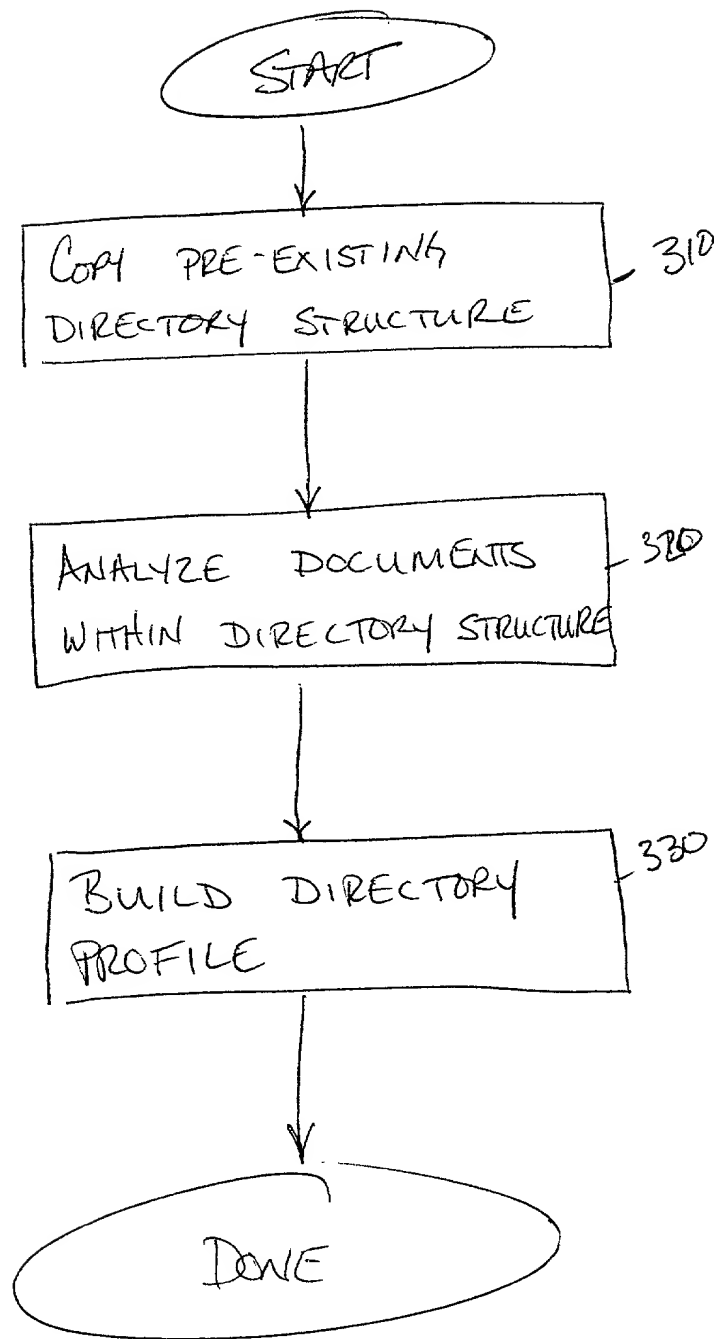 START
COPY PRE-EXISTING
DIRECTORY STRUCTURE
310
ANALYZE DOCUMENTS
WITHIN DIRECTORY STRUCTURE
320
BUILD DIRECTORY
PROFILE
330
DONE